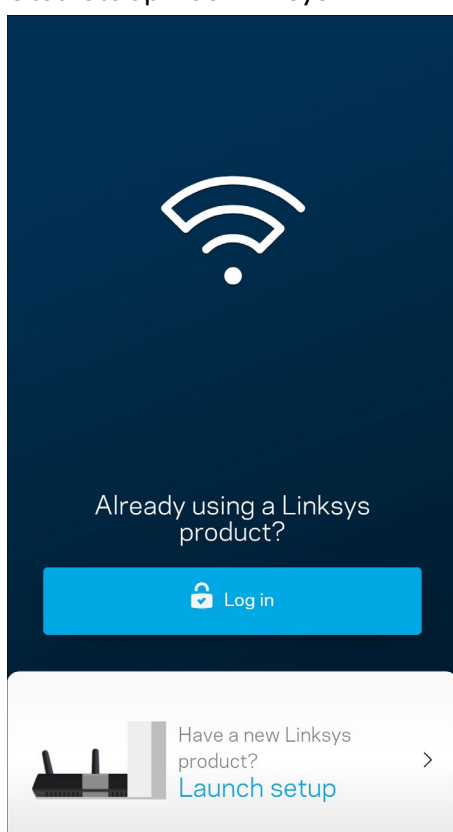 Already using a Linksys
product?
Log in
Have a new Linksys
product?
Launch setup